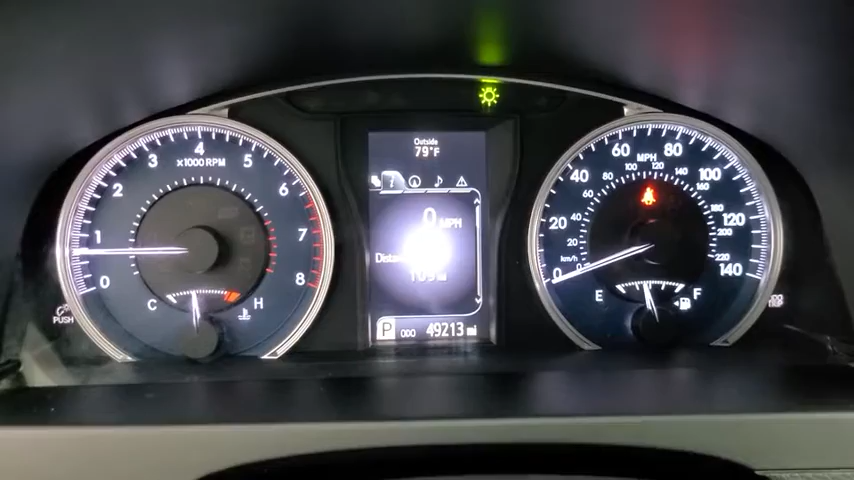 0 1 2 3 4 5 6 7 8
×1000 RPM
C H
PUSH
Outside
79°F
0 MPH
P ODO 49213 mi
0 20 40 60 80 100 120 140
MPH
20 40 60 80 100 120 140 160 180 200 220
km/h
E F